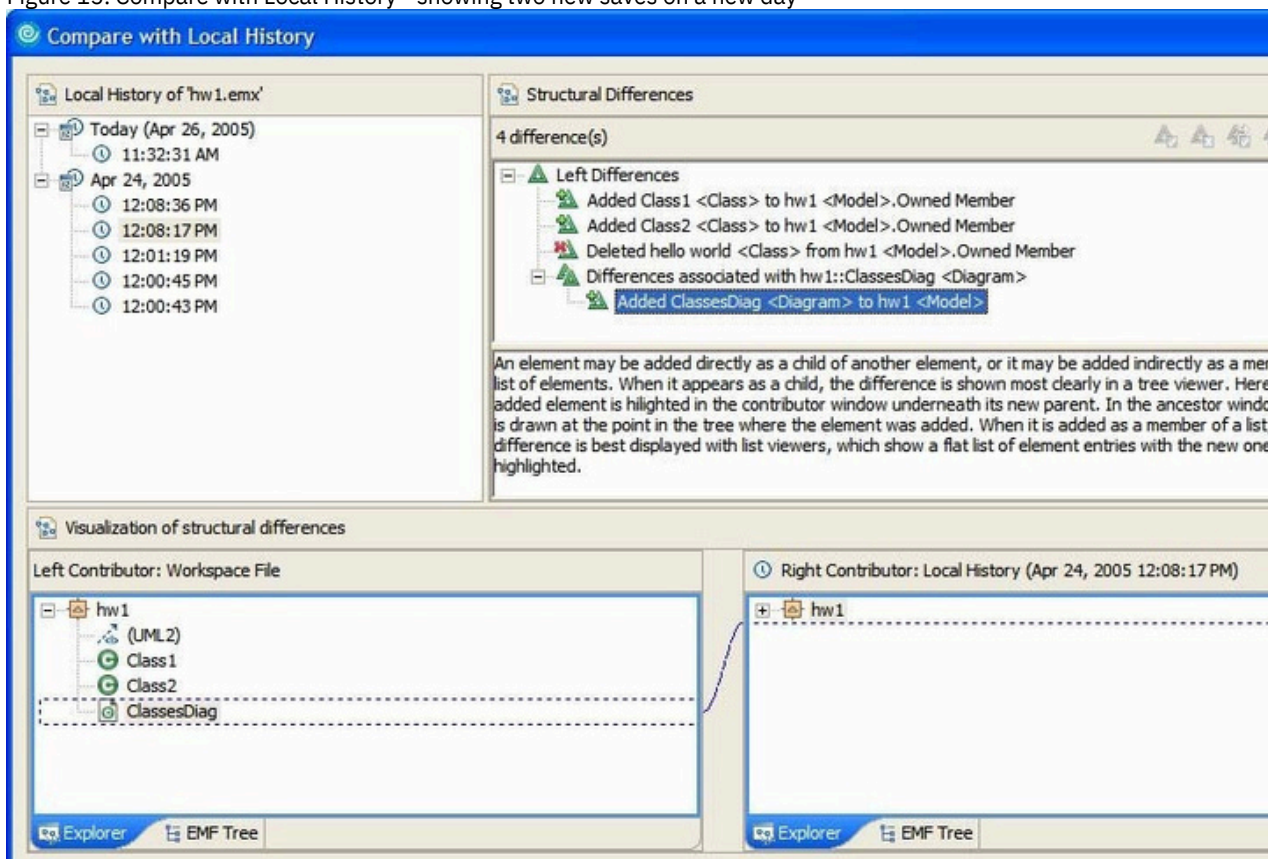 Figure 15. Compare with Local History - showing two new saves on a new day
Compare with Local History
Local History of 'hw1.emx'
Today (Apr 26, 2005)
11:32:31 AM
Apr 24, 2005
12:08:36 PM
12:08:17 PM
12:01:19 PM
12:00:45 PM
12:00:43 PM
Structural Differences
4 difference(s)
Left Differences
Added Class1 <Class> to hw1 <Model>.Owned Member
Added Class2 <Class> to hw1 <Model>.Owned Member
Deleted hello world <Class> from hw1 <Model>.Owned Member
Differences associated with hw1::ClassesDiag <Diagram>
Added ClassesDiag <Diagram> to hw1 <Model>
An element may be added directly as a child of another element, or it may be added indirectly as a mem
list of elements. When it appears as a child, the difference is shown most clearly in a tree viewer. Here
added element is hilighted in the contributor window underneath its new parent. In the ancestor windo
is drawn at the point in the tree where the element was added. When it is added as a member of a list,
difference is best displayed with list viewers, which show a flat list of element entries with the new one
highlighted.
Visualization of structural differences
Left Contributor: Workspace File
hw1
(UML2)
Class1
Class2
ClassesDiag
Explorer EMF Tree
Right Contributor: Local History (Apr 24, 2005 12:08:17 PM)
hw1
Explorer EMF Tree